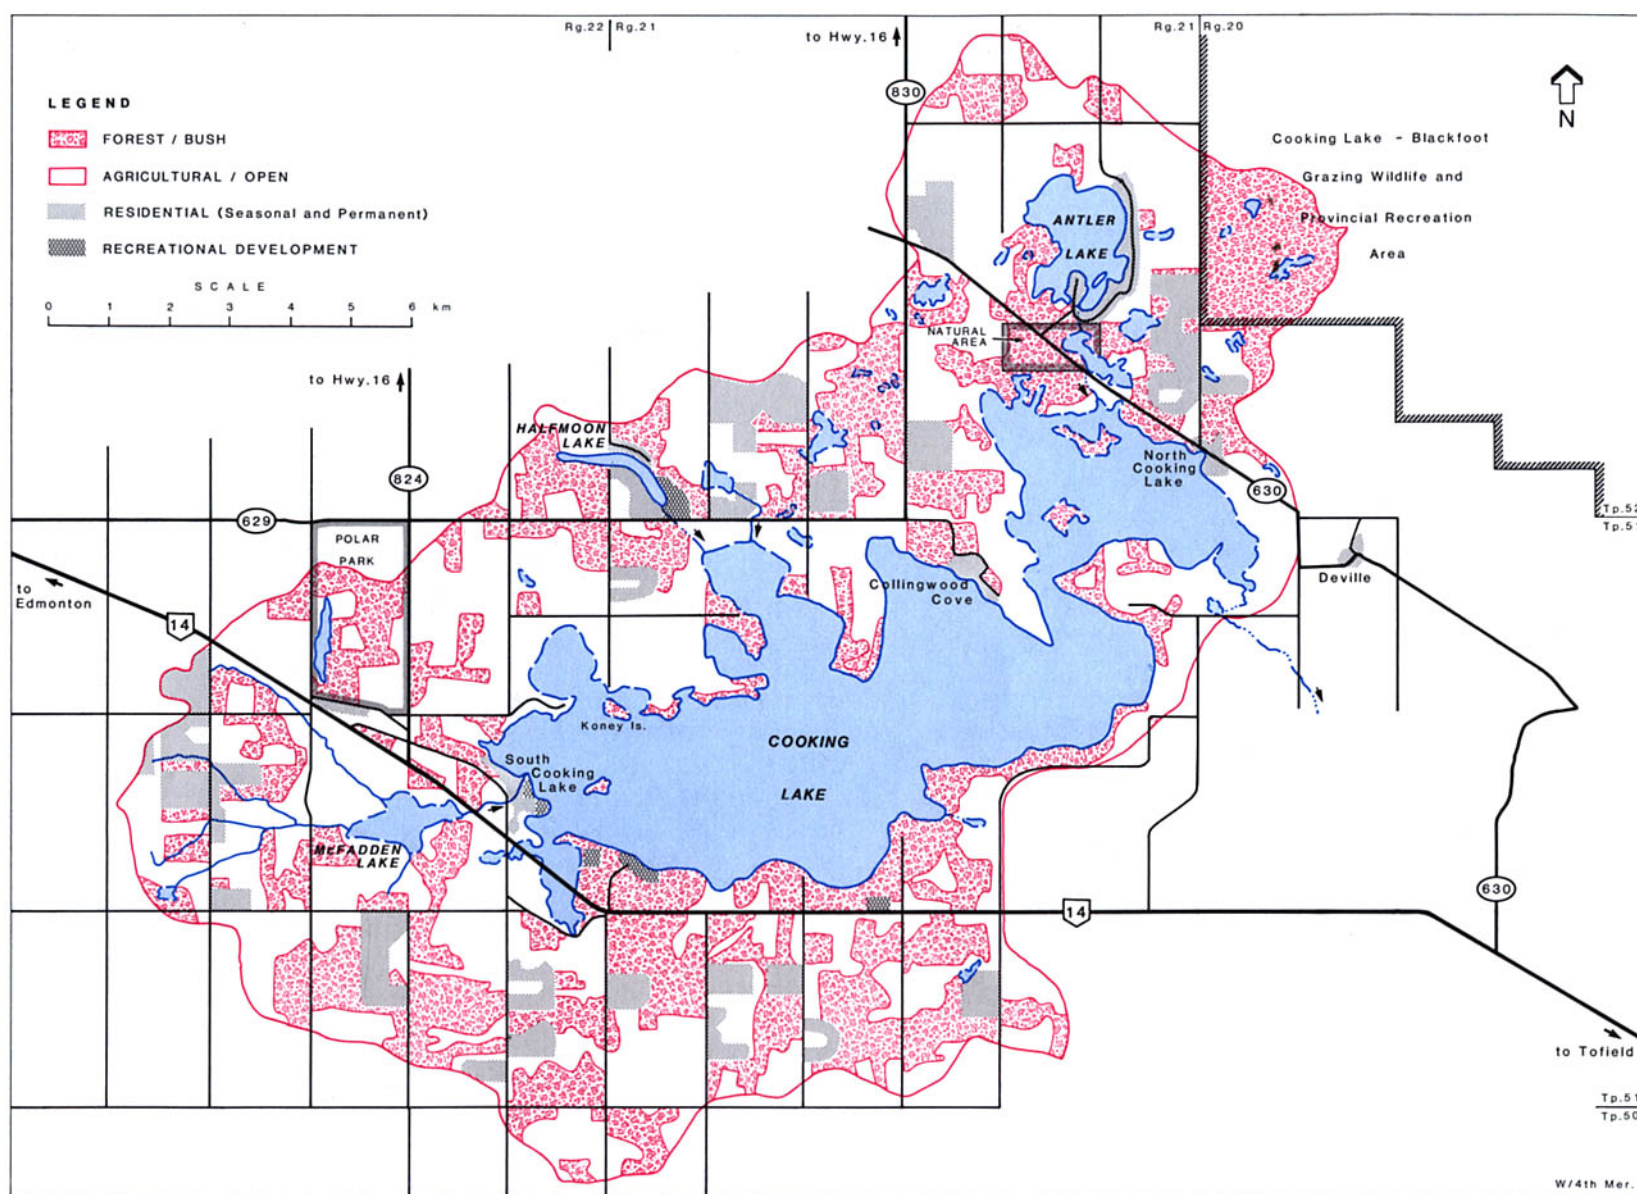 Rg.22 Rg.21
to Hwy.16
Rg.21 Rg.20
830
N
LEGEND
FOREST / BUSH
AGRICULTURAL / OPEN
RESIDENTIAL (Seasonal and Permanent)
RECREATIONAL DEVELOPMENT
SCALE
0 1 2 3 4 5 6 km
Cooking Lake - Blackfoot
Grazing Wildlife and
Provincial Recreation
Area
ANTLER
LAKE
NATURAL
AREA
to Hwy.16
HALFMOON
LAKE
North
Cooking
Lake
824
630
629
Tp.52
Tp.51
POLAR
PARK
to
Edmonton
14
Collingwood
Cove
Deville
Koney Is.
COOKING
LAKE
South
Cooking
Lake
McFADDEN
LAKE
630
14
to Tofield
Tp.51
Tp.50
W/4th Mer.